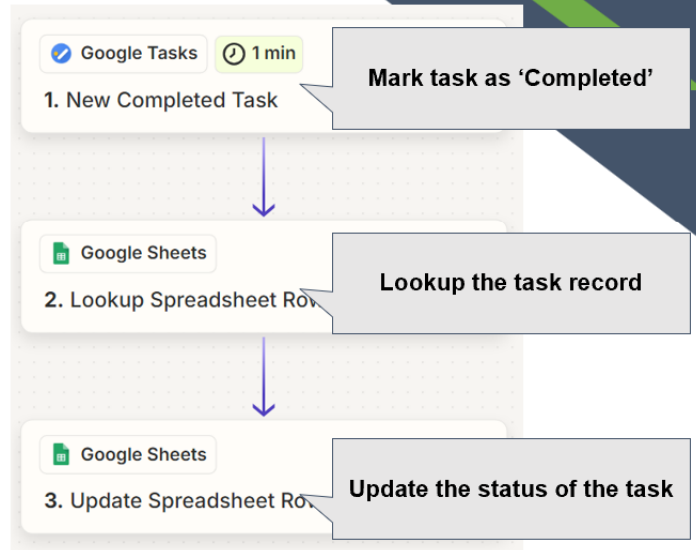 Google Tasks 1 min
Mark task as ‘Completed’
1. New Completed Task
Google Sheets
Lookup the task record
2. Lookup Spreadsheet Row
Google Sheets
Update the status of the task
3. Update Spreadsheet Row